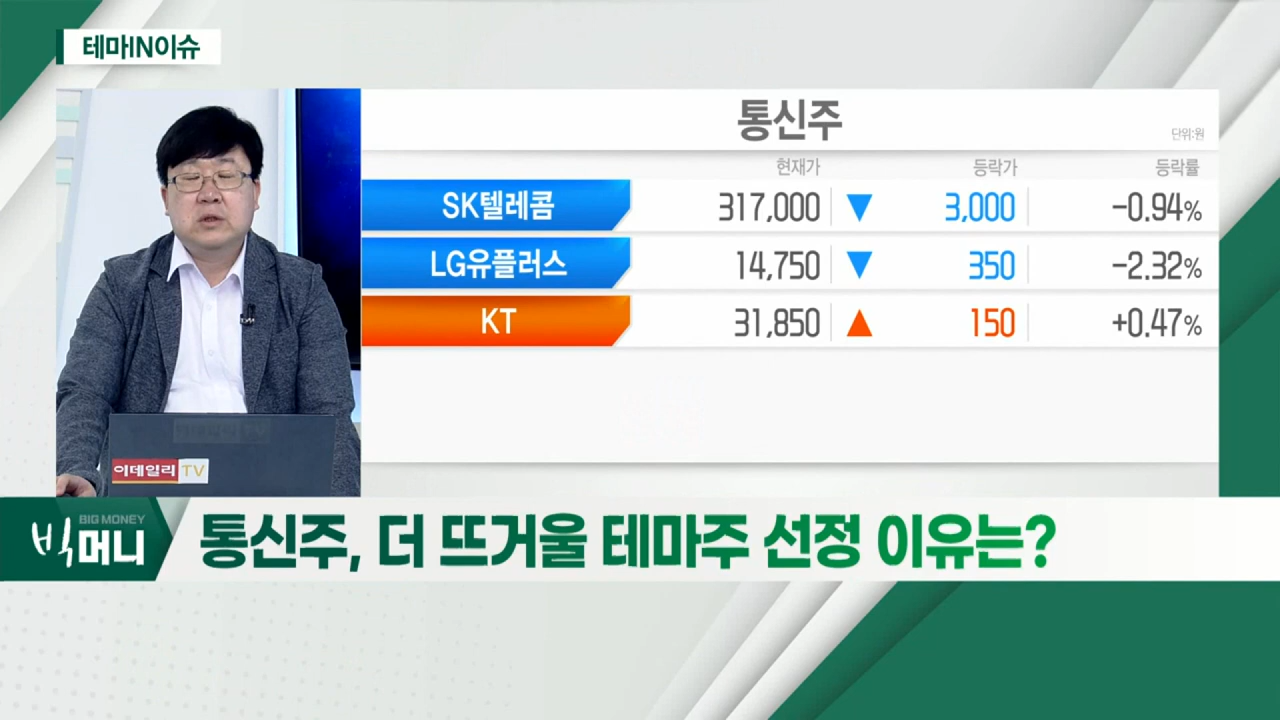 테마IN이슈
통신주
단위:원
현재가 등락가 등락률
SK텔레콤 317,000 ▼ 3,000 -0.94%
LG유플러스 14,750 ▼ 350 -2.32%
KT 31,850 ▲ 150 +0.47%
이데일리TV
BIG MONEY
빅머니
통신주, 더 뜨거울 테마주 선정 이유는?